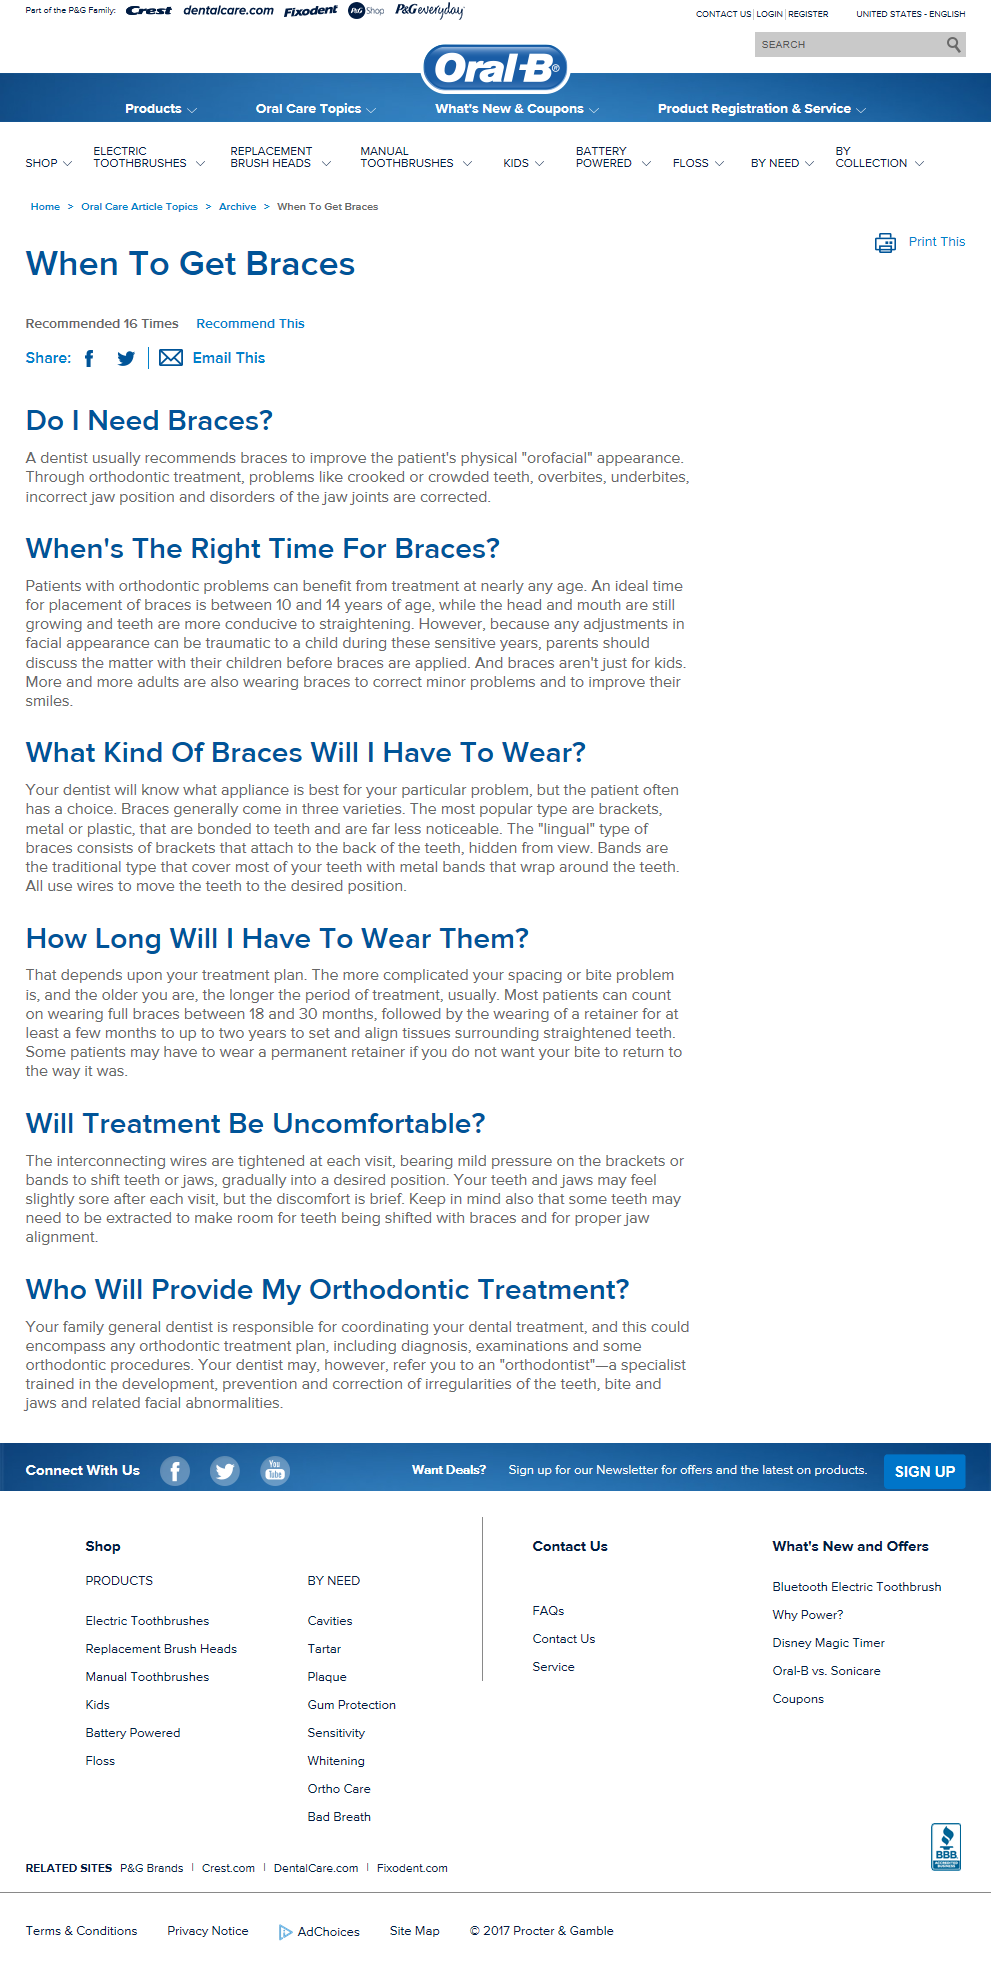 Part of the P&G Family: Crest dentalcare.com Fixodent P&G Shop P&G everyday
CONTACT US | LOGIN | REGISTER UNITED STATES - ENGLISH
SEARCH
Oral-B®
Products Oral Care Topics What's New & Coupons Product Registration & Service
SHOP ELECTRIC TOOTHBRUSHES REPLACEMENT BRUSH HEADS MANUAL TOOTHBRUSHES KIDS BATTERY POWERED FLOSS BY NEED BY COLLECTION
Home > Oral Care Article Topics > Archive > When To Get Braces
Print This
When To Get Braces
Recommended 16 Times Recommend This
Share: Email This
Do I Need Braces?
A dentist usually recommends braces to improve the patient's physical "orofacial" appearance.
Through orthodontic treatment, problems like crooked or crowded teeth, overbites, underbites,
incorrect jaw position and disorders of the jaw joints are corrected.
When's The Right Time For Braces?
Patients with orthodontic problems can benefit from treatment at nearly any age. An ideal time
for placement of braces is between 10 and 14 years of age, while the head and mouth are still
growing and teeth are more conducive to straightening. However, because any adjustments in
facial appearance can be traumatic to a child during these sensitive years, parents should
discuss the matter with their children before braces are applied. And braces aren't just for kids.
More and more adults are also wearing braces to correct minor problems and to improve their
smiles.
What Kind Of Braces Will I Have To Wear?
Your dentist will know what appliance is best for your particular problem, but the patient often
has a choice. Braces generally come in three varieties. The most popular type are brackets,
metal or plastic, that are bonded to teeth and are far less noticeable. The "lingual" type of
braces consists of brackets that attach to the back of the teeth, hidden from view. Bands are
the traditional type that cover most of your teeth with metal bands that wrap around the teeth.
All use wires to move the teeth to the desired position.
How Long Will I Have To Wear Them?
That depends upon your treatment plan. The more complicated your spacing or bite problem
is, and the older you are, the longer the period of treatment, usually. Most patients can count
on wearing full braces between 18 and 30 months, followed by the wearing of a retainer for at
least a few months to up to two years to set and align tissues surrounding straightened teeth.
Some patients may have to wear a permanent retainer if you do not want your bite to return to
the way it was.
Will Treatment Be Uncomfortable?
The interconnecting wires are tightened at each visit, bearing mild pressure on the brackets or
bands to shift teeth or jaws, gradually into a desired position. Your teeth and jaws may feel
slightly sore after each visit, but the discomfort is brief. Keep in mind also that some teeth may
need to be extracted to make room for teeth being shifted with braces and for proper jaw
alignment.
Who Will Provide My Orthodontic Treatment?
Your family general dentist is responsible for coordinating your dental treatment, and this could
encompass any orthodontic treatment plan, including diagnosis, examinations and some
orthodontic procedures. Your dentist may, however, refer you to an "orthodontist"—a specialist
trained in the development, prevention and correction of irregularities of the teeth, bite and
jaws and related facial abnormalities.
Connect With Us You Tube Want Deals? Sign up for our Newsletter for offers and the latest on products. SIGN UP
Shop
PRODUCTS
Electric Toothbrushes
Replacement Brush Heads
Manual Toothbrushes
Kids
Battery Powered
Floss
BY NEED
Cavities
Tartar
Plaque
Gum Protection
Sensitivity
Whitening
Ortho Care
Bad Breath
Contact Us
FAQs
Contact Us
Service
What's New and Offers
Bluetooth Electric Toothbrush
Why Power?
Disney Magic Timer
Oral-B vs. Sonicare
Coupons
BBB.
ACCREDITED
BUSINESS
RELATED SITES P&G Brands | Crest.com | DentalCare.com | Fixodent.com
Terms & Conditions Privacy Notice AdChoices Site Map © 2017 Procter & Gamble